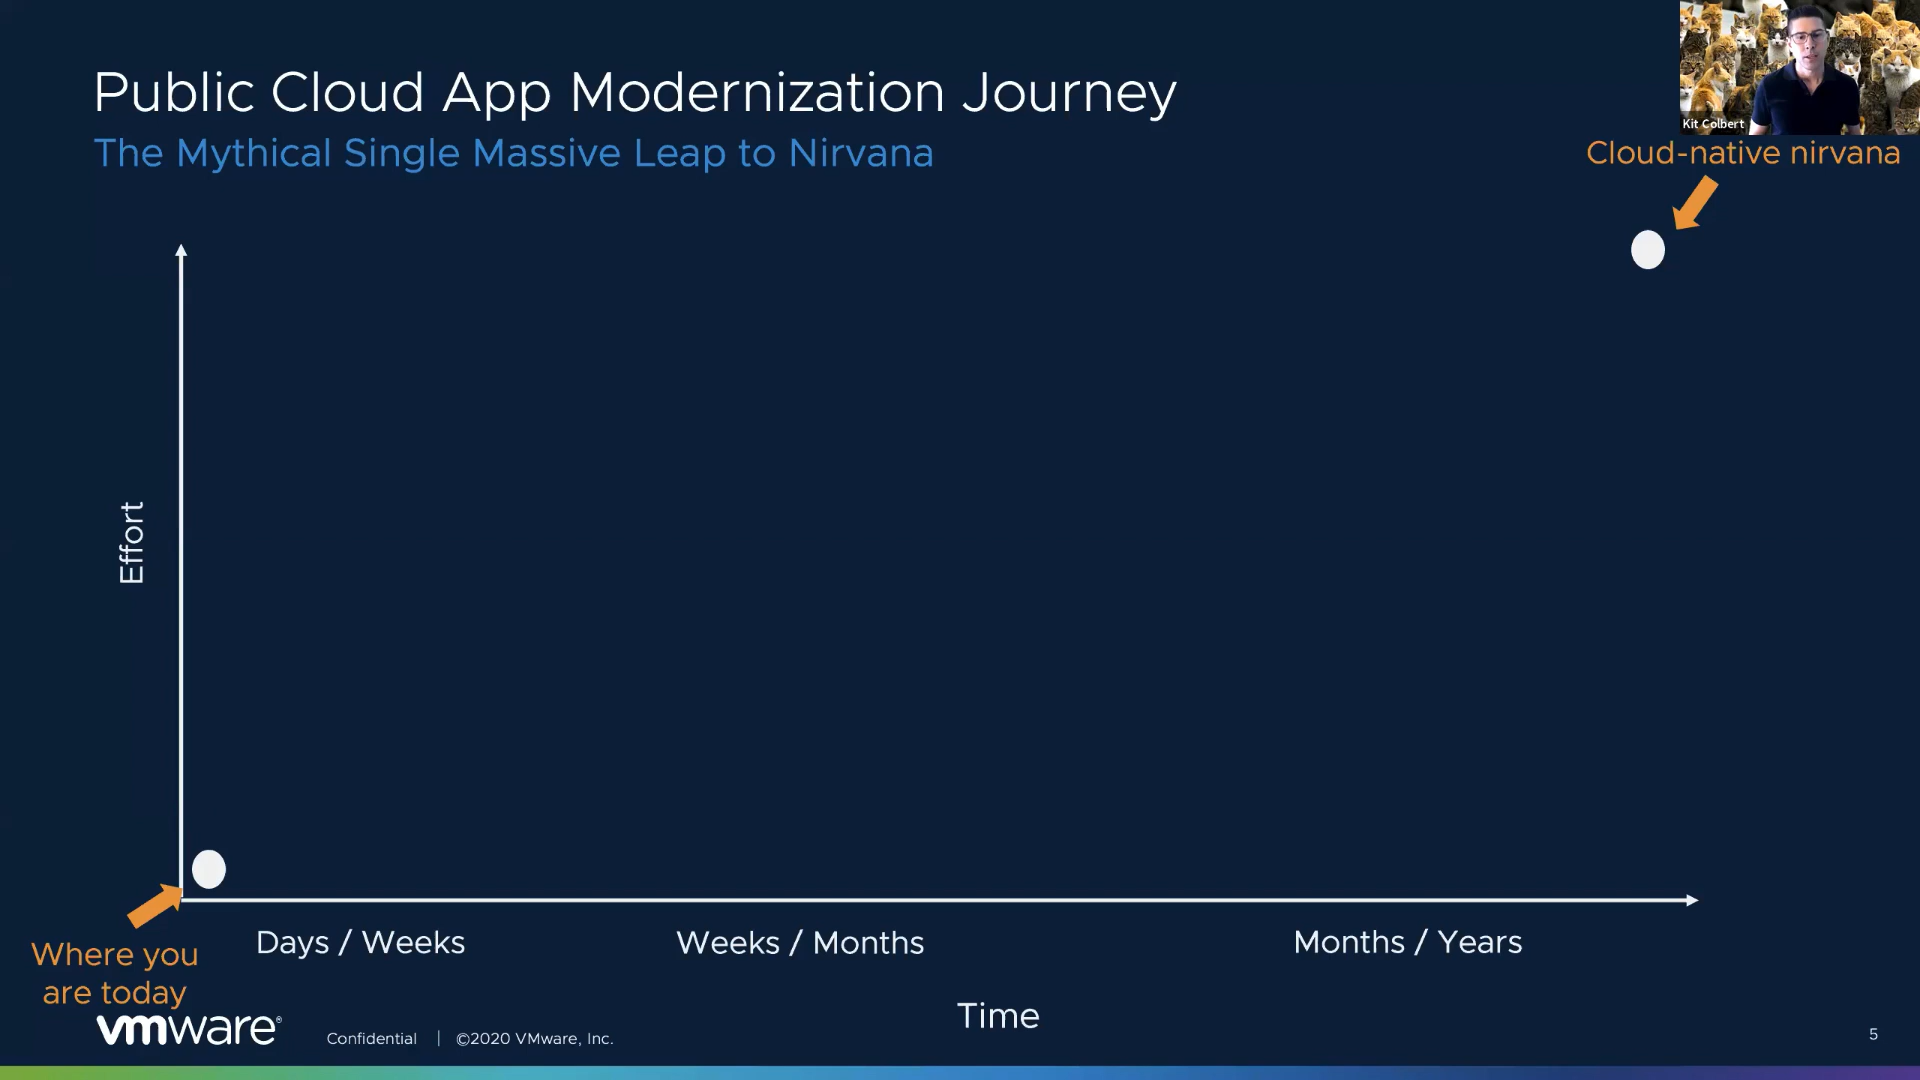 Public Cloud App Modernization Journey
The Mythical Single Massive Leap to Nirvana
Kit Colbert
Cloud-native nirvana
Effort
Where you
are today
Days / Weeks
Weeks / Months
Months / Years
Time
vmware®
Confidential | ©2020 VMware, Inc.
5